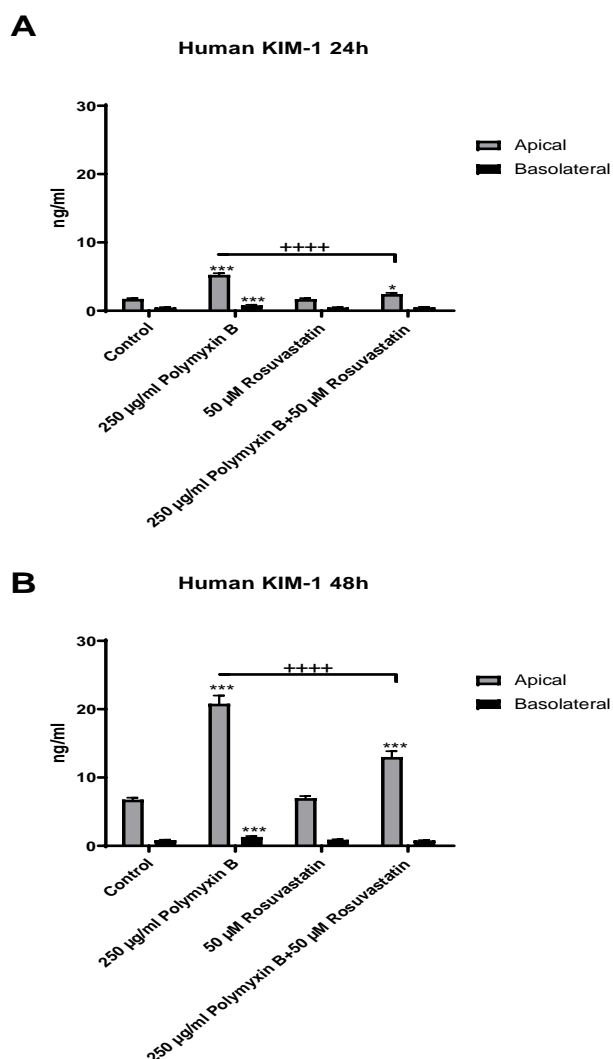 A
Human KIM-1 24h
30
20
10
0
ng/ml
Apical
Basolateral
++++
***
***
*
Control
250 µg/ml Polymyxin B
50 µM Rosuvastatin
250 µg/ml Polymyxin B+50 µM Rosuvastatin
B
Human KIM-1 48h
30
20
10
0
ng/ml
Apical
Basolateral
++++
***
***
***
Control
250 µg/ml Polymyxin B
50 µM Rosuvastatin
250 µg/ml Polymyxin B+50 µM Rosuvastatin